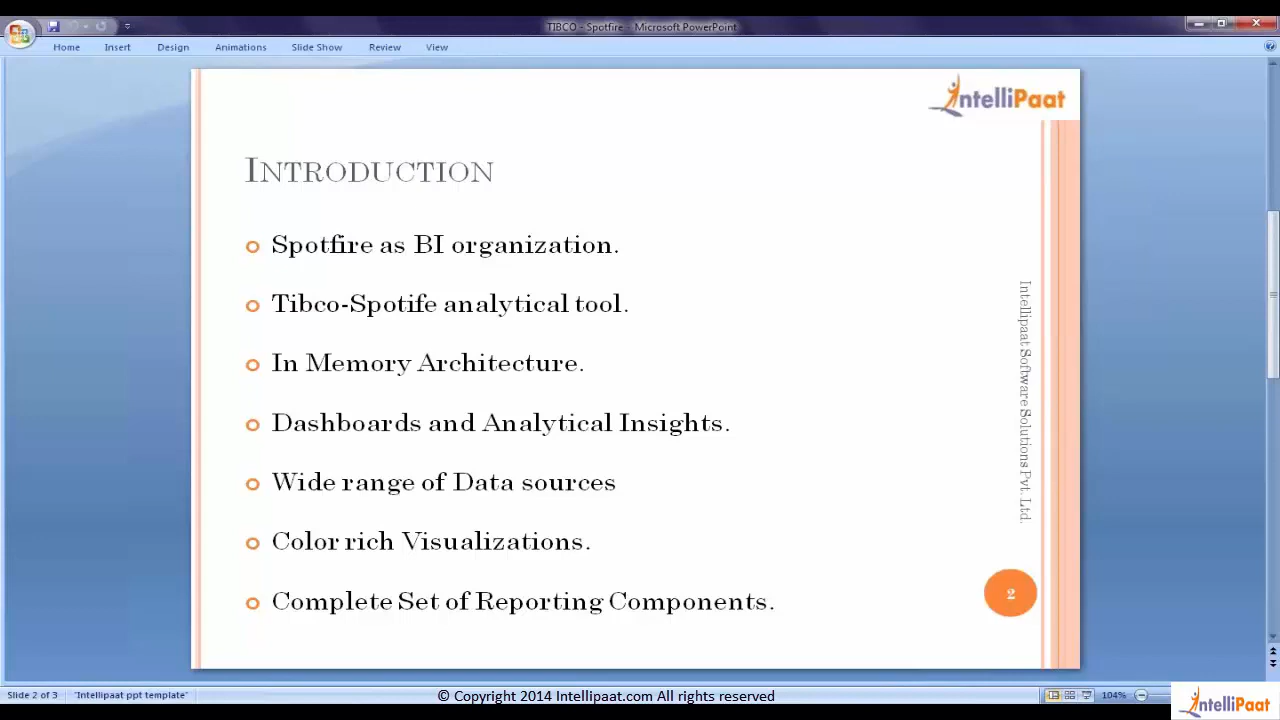 TIBCO - Spotfire - Microsoft PowerPoint
Home Insert Design Animations Slide Show Review View
IntelliPaat
INTRODUCTION
Spotfire as BI organization.
Tibco-Spotife analytical tool.
In Memory Architecture.
Dashboards and Analytical Insights.
Wide range of Data sources
Color rich Visualizations.
Complete Set of Reporting Components.
Intellipaat Software Solutions Pvt. Ltd.
2
Slide 2 of 3 "Intellipaat ppt template" 104%
© Copyright 2014 Intellipaat.com All rights reserved
IntelliPaat